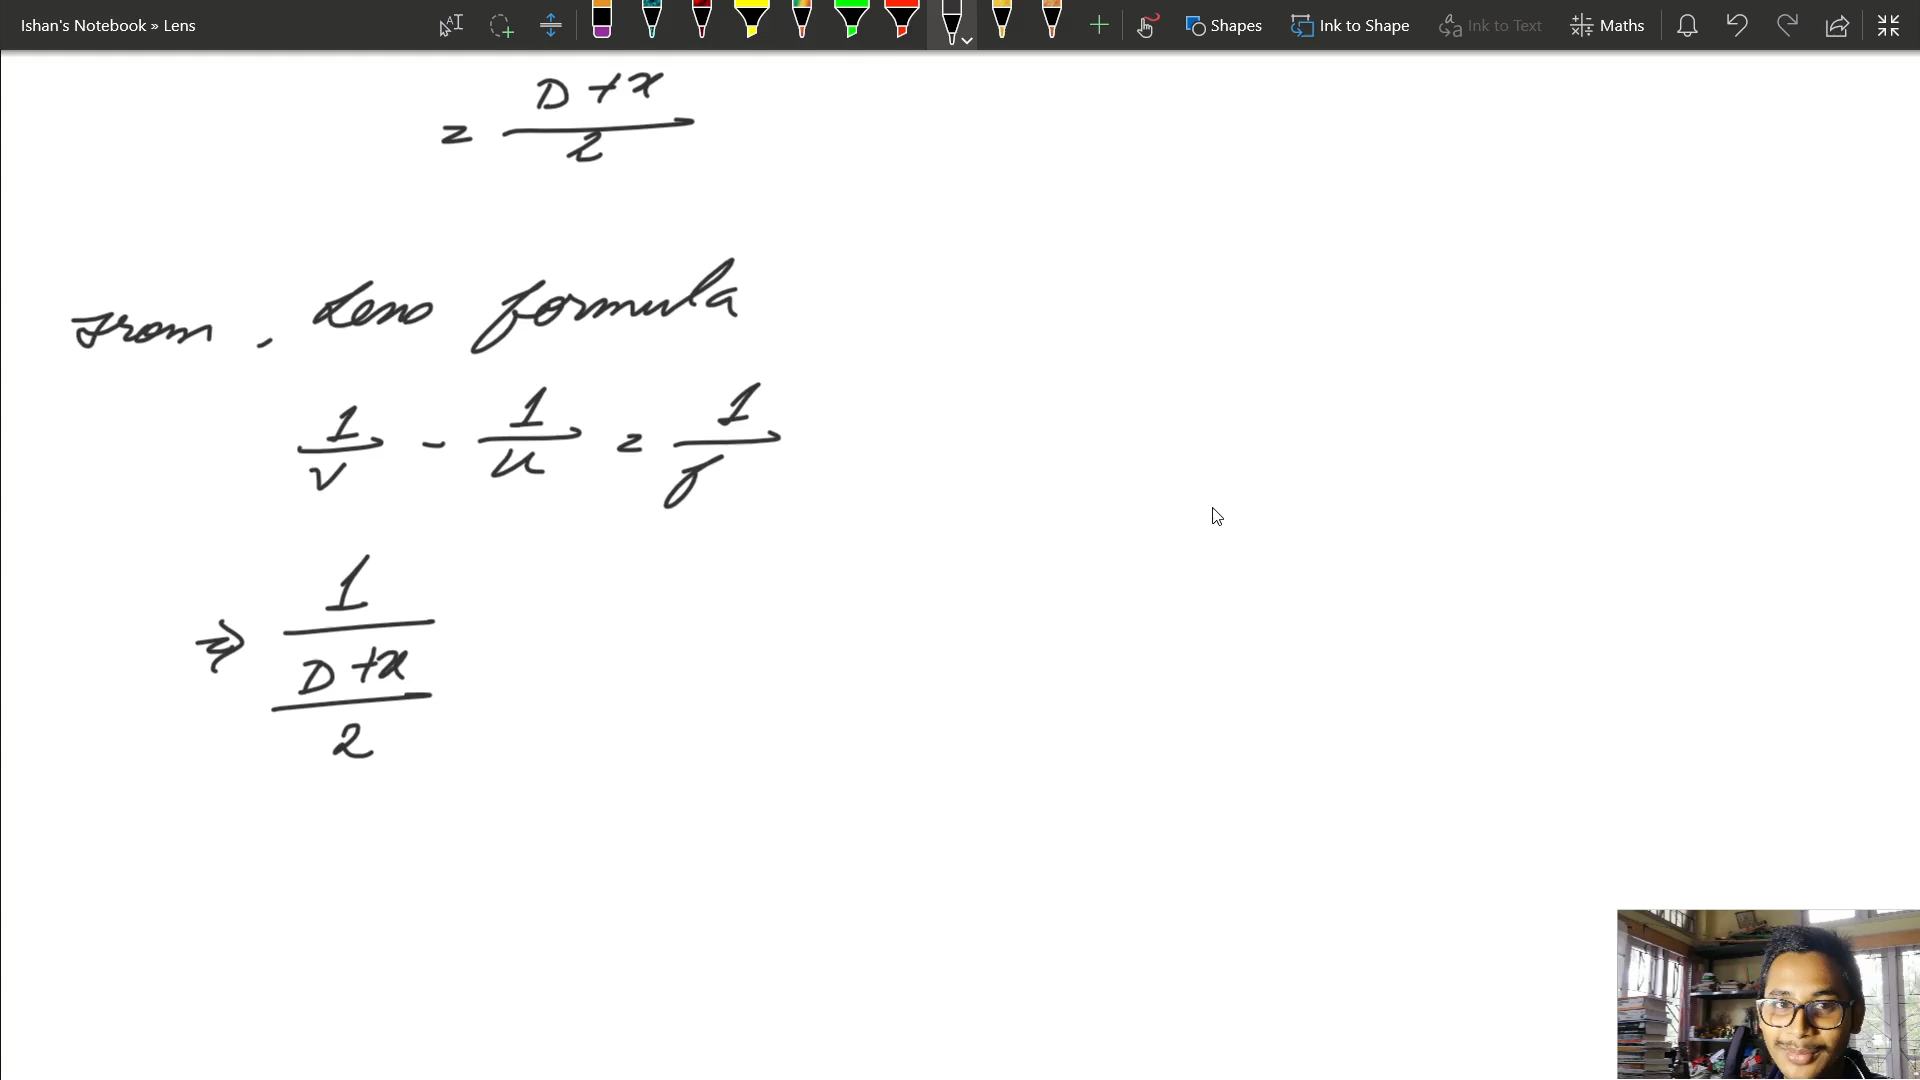 Ishan's Notebook » Lens
Shapes
Ink to Shape
Ink to Text
Maths
= D + x / 2
From, Lens formula
1/v - 1/u = 1/f
⇒ 1 / (D + x / 2)